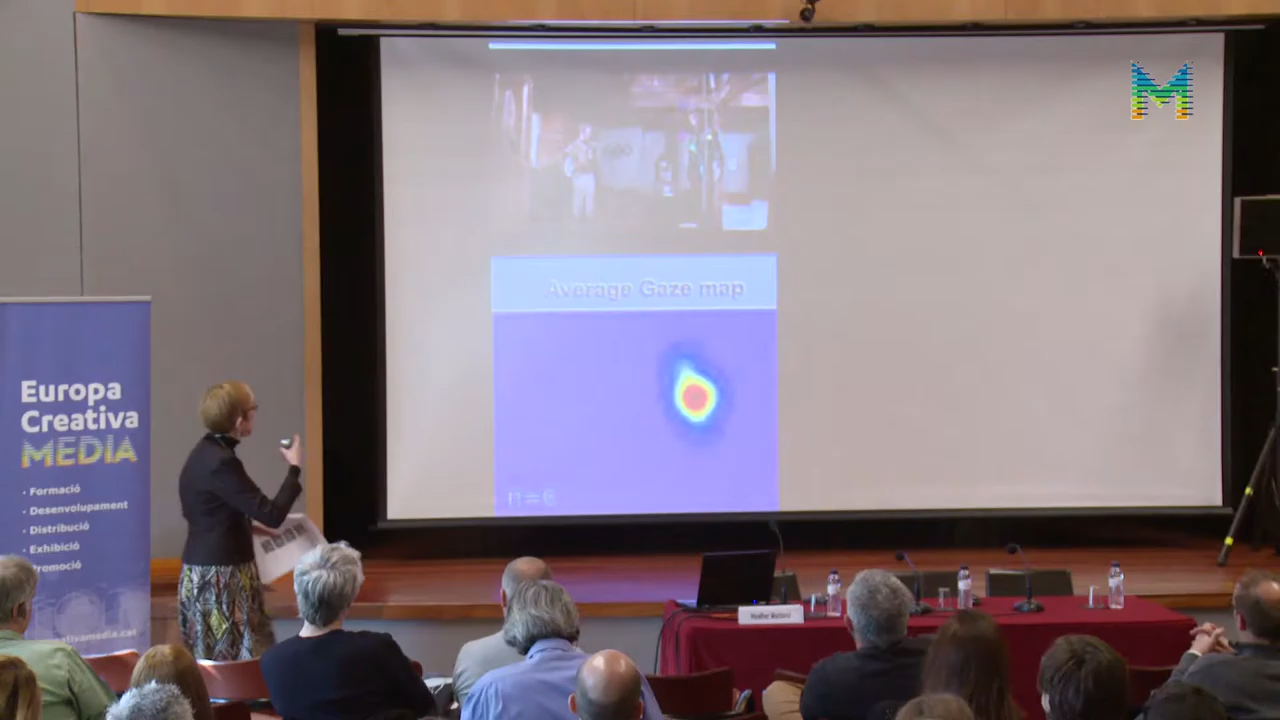 M
Average Gaze map
Europa
Creativa
MEDIA
· Formació
· Desenvolupament
· Distribució
· Exhibició